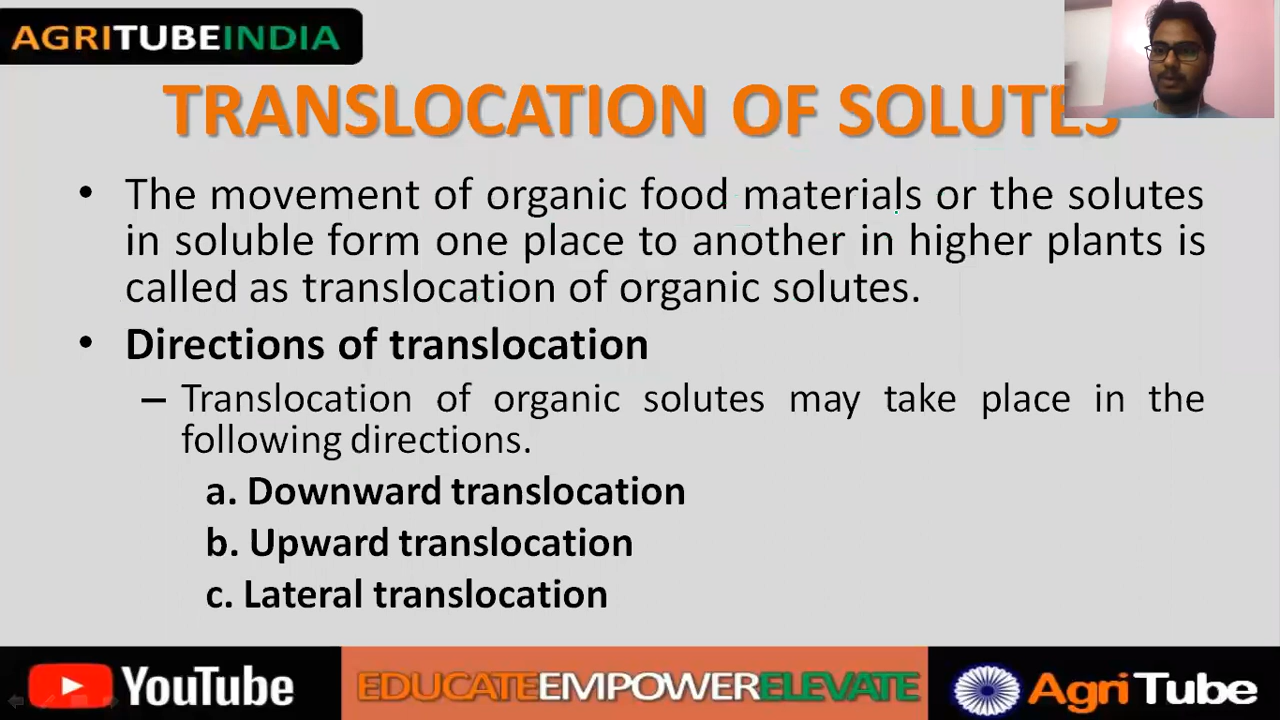 AGRITUBEINDIA
TRANSLOCATION OF SOLUTES
• The movement of organic food materials or the solutes
in soluble form one place to another in higher plants is
called as translocation of organic solutes.
• Directions of translocation
– Translocation of organic solutes may take place in the
following directions.
a. Downward translocation
b. Upward translocation
c. Lateral translocation
YouTube
EDUCATEEMPOWERELEVATE
AgriTube